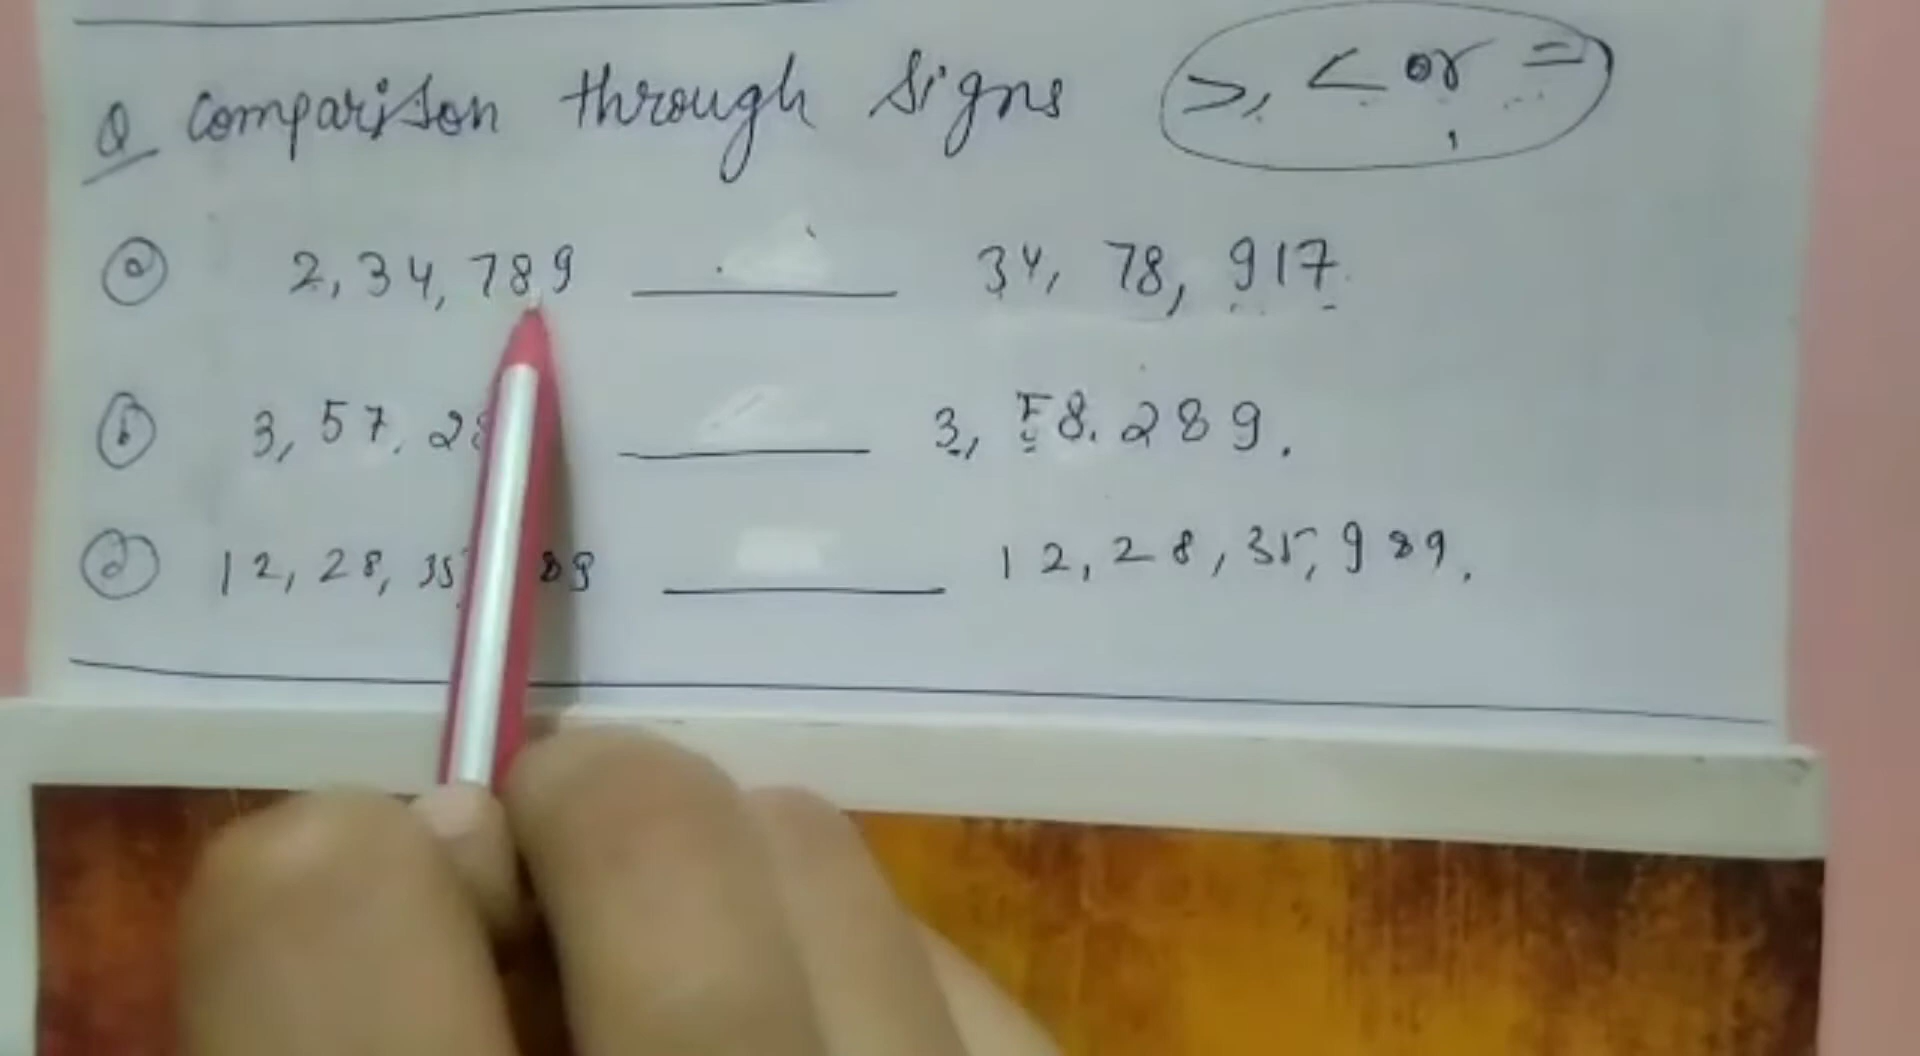 Q Comparison through signs >, < or =
(a) 2,34,789 ______ 34, 78, 917
(b) 3, 57, 2 ______ 3, 58, 289.
(d) 12, 28, 35 89 ______ 12,28,35,989.